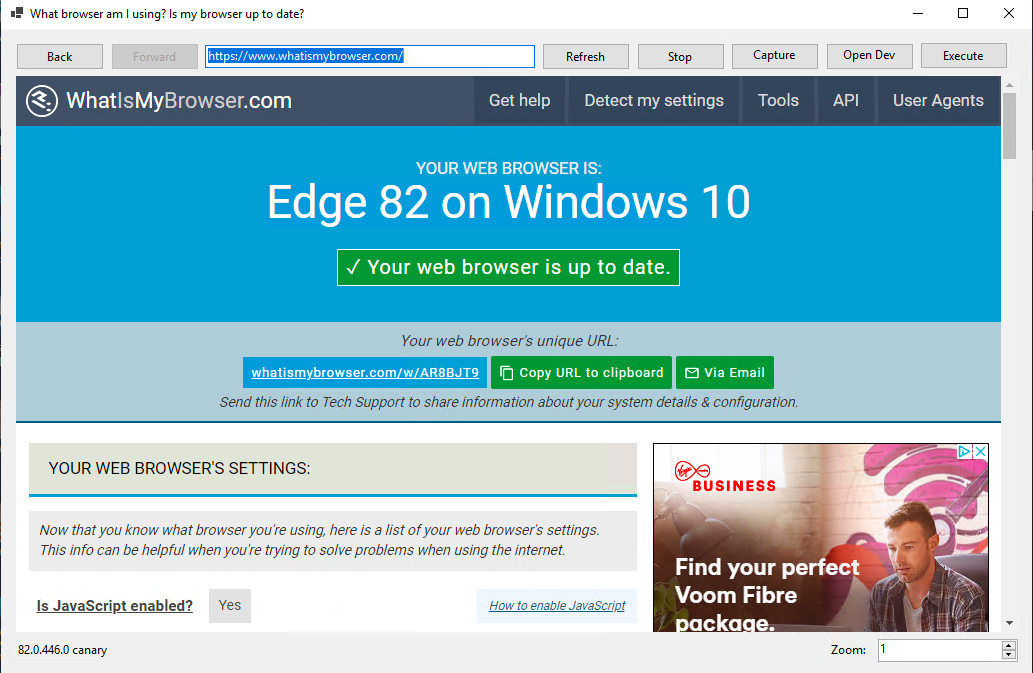 What browser am I using? Is my browser up to date?
Back
Forward
https://www.whatismybrowser.com/
Refresh
Stop
Capture
Open Dev
Execute
WhatIsMyBrowser.com
Get help
Detect my settings
Tools
API
User Agents
YOUR WEB BROWSER IS:
Edge 82 on Windows 10
✓ Your web browser is up to date.
Your web browser's unique URL:
whatismybrowser.com/w/AR8BJT9
Copy URL to clipboard
Via Email
Send this link to Tech Support to share information about your system details & configuration.
YOUR WEB BROWSER'S SETTINGS:
Now that you know what browser you're using, here is a list of your web browser's settings.
This info can be helpful when you're trying to solve problems when using the internet.
Is JavaScript enabled?
Yes
How to enable JavaScript
Virgin media
BUSINESS
Find your perfect
Voom Fibre
package.
82.0.446.0 canary
Zoom:
1